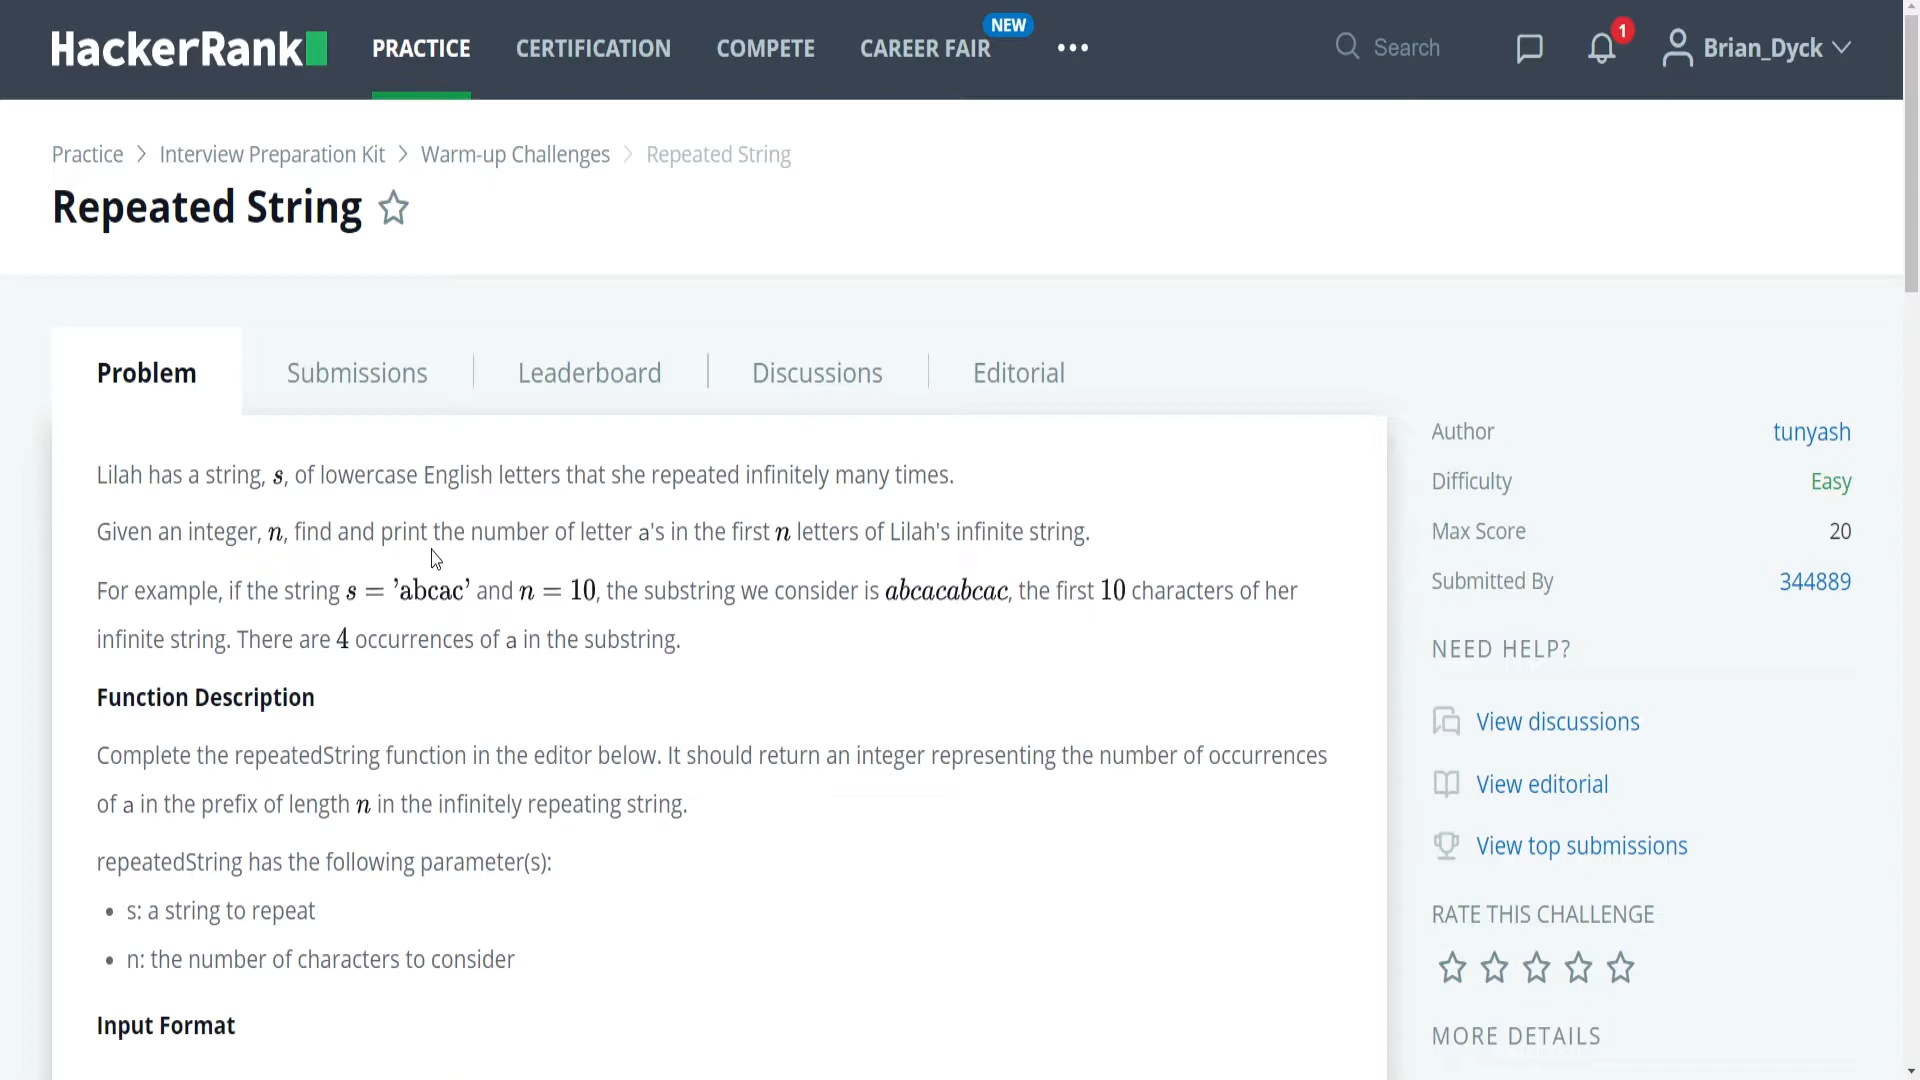 HackerRank PRACTICE CERTIFICATION COMPETE CAREER FAIR NEW ••• Search 1 Brian_Dyck
Practice > Interview Preparation Kit > Warm-up Challenges > Repeated String
Repeated String
Problem Submissions Leaderboard Discussions Editorial
Lilah has a string, s, of lowercase English letters that she repeated infinitely many times.
Given an integer, n, find and print the number of letter a's in the first n letters of Lilah's infinite string.
For example, if the string s = 'abcac' and n = 10, the substring we consider is abcacabcac, the first 10 characters of her
infinite string. There are 4 occurrences of a in the substring.
Function Description
Complete the repeatedString function in the editor below. It should return an integer representing the number of occurrences
of a in the prefix of length n in the infinitely repeating string.
repeatedString has the following parameter(s):
• s: a string to repeat
• n: the number of characters to consider
Input Format
Author tunyash
Difficulty Easy
Max Score 20
Submitted By 344889
NEED HELP?
View discussions
View editorial
View top submissions
RATE THIS CHALLENGE
MORE DETAILS